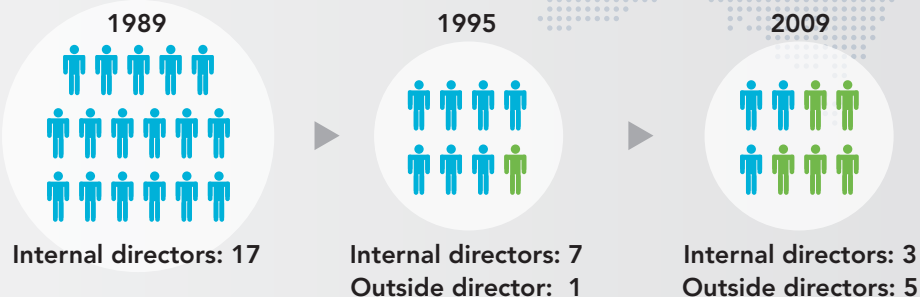 1989
Internal directors: 17
1995
Internal directors: 7
Outside director: 1
2009
Internal directors: 3
Outside directors: 5